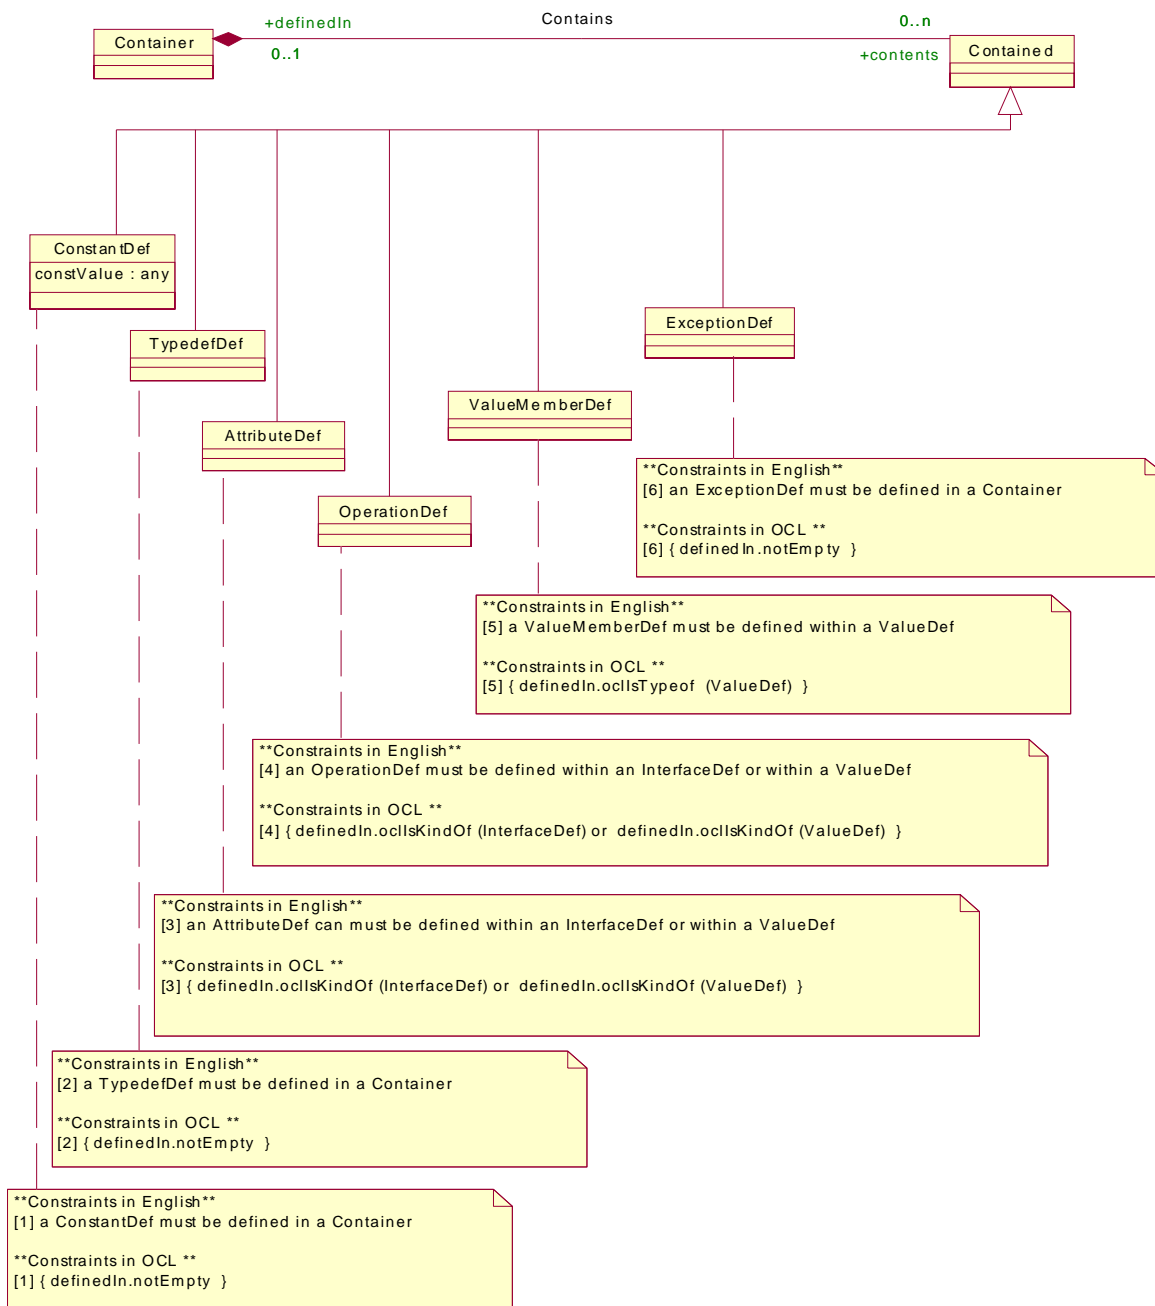 Contains
+definedIn
0..n
Container
Contained
0..1
+contents
ConstantDef
constValue : any
ExceptionDef
TypedefDef
ValueMemberDef
AttributeDef
OperationDef
**Constraints in English**
[6] an ExceptionDef must be defined in a Container
**Constraints in OCL **
[6] { definedIn.notEmpty }
**Constraints in English**
[5] a ValueMemberDef must be defined within a ValueDef
**Constraints in OCL **
[5] { definedIn.oclIsTypeof (ValueDef) }
**Constraints in English**
[4] an OperationDef must be defined within an InterfaceDef or within a ValueDef
**Constraints in OCL **
[4] { definedIn.oclIsKindOf (InterfaceDef) or definedIn.oclIsKindOf (ValueDef) }
**Constraints in English**
[3] an AttributeDef can must be defined within an InterfaceDef or within a ValueDef
**Constraints in OCL **
[3] { definedIn.oclIsKindOf (InterfaceDef) or definedIn.oclIsKindOf (ValueDef) }
**Constraints in English**
[2] a TypedefDef must be defined in a Container
**Constraints in OCL **
[2] { definedIn.notEmpty }
**Constraints in English**
[1] a ConstantDef must be defined in a Container
**Constraints in OCL **
[1] { definedIn.notEmpty }